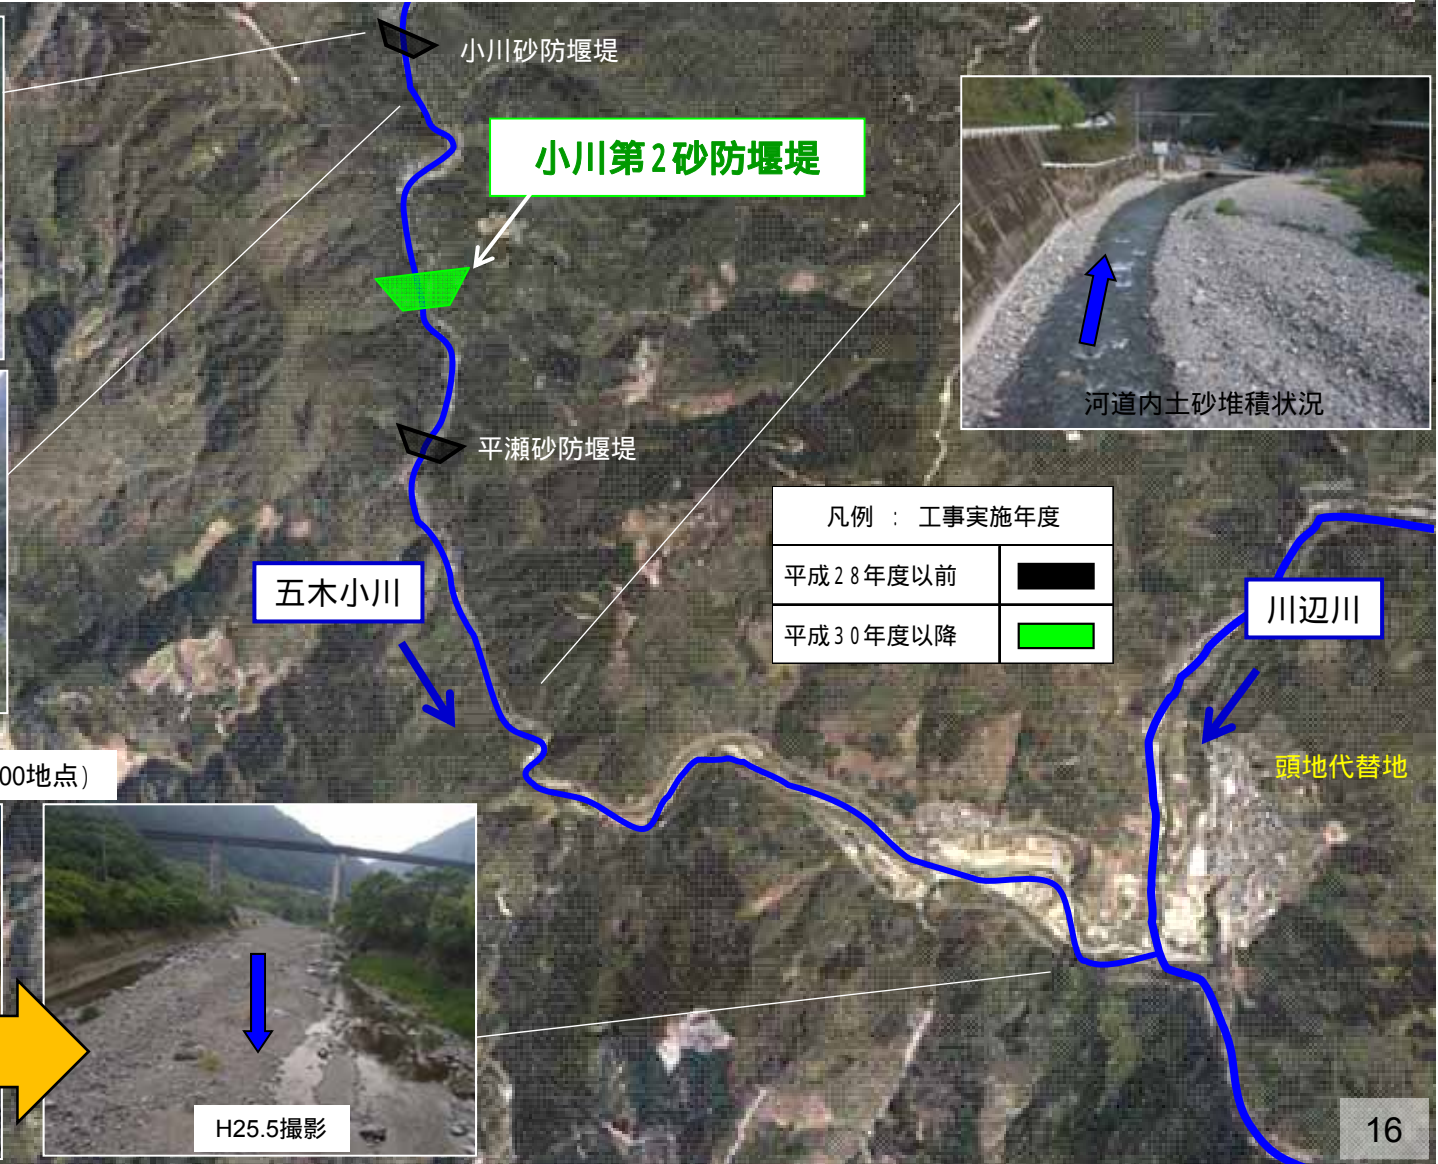 小川砂防堰堤
小川第2砂防堰堤
河道内土砂堆積状況
平瀬砂防堰堤
凡例 : 工事実施年度
平成28年度以前
平成30年度以降
五木小川
川辺川
頭地代替地
00地点)
H25.5撮影
16